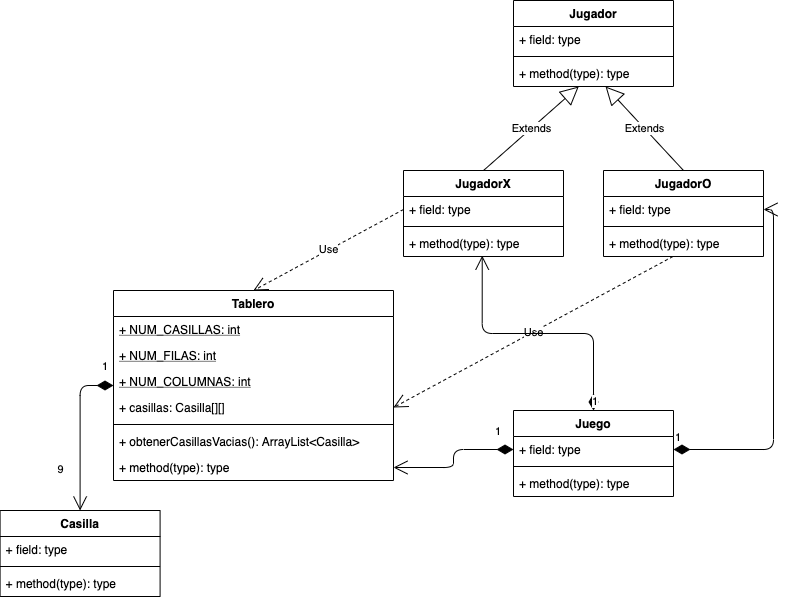 Jugador
+ field: type
+ method(type): type
Extends
Extends
JugadorX
+ field: type
+ method(type): type
JugadorO
+ field: type
+ method(type): type
Use
Use
Tablero
+ NUM_CASILLAS: int
+ NUM_FILAS: int
+ NUM_COLUMNAS: int
+ casillas: Casilla[][]
+ obtenerCasillasVacias(): ArrayList<Casilla>
+ method(type): type
1
9
1
1
1
Juego
+ field: type
+ method(type): type
Casilla
+ field: type
+ method(type): type